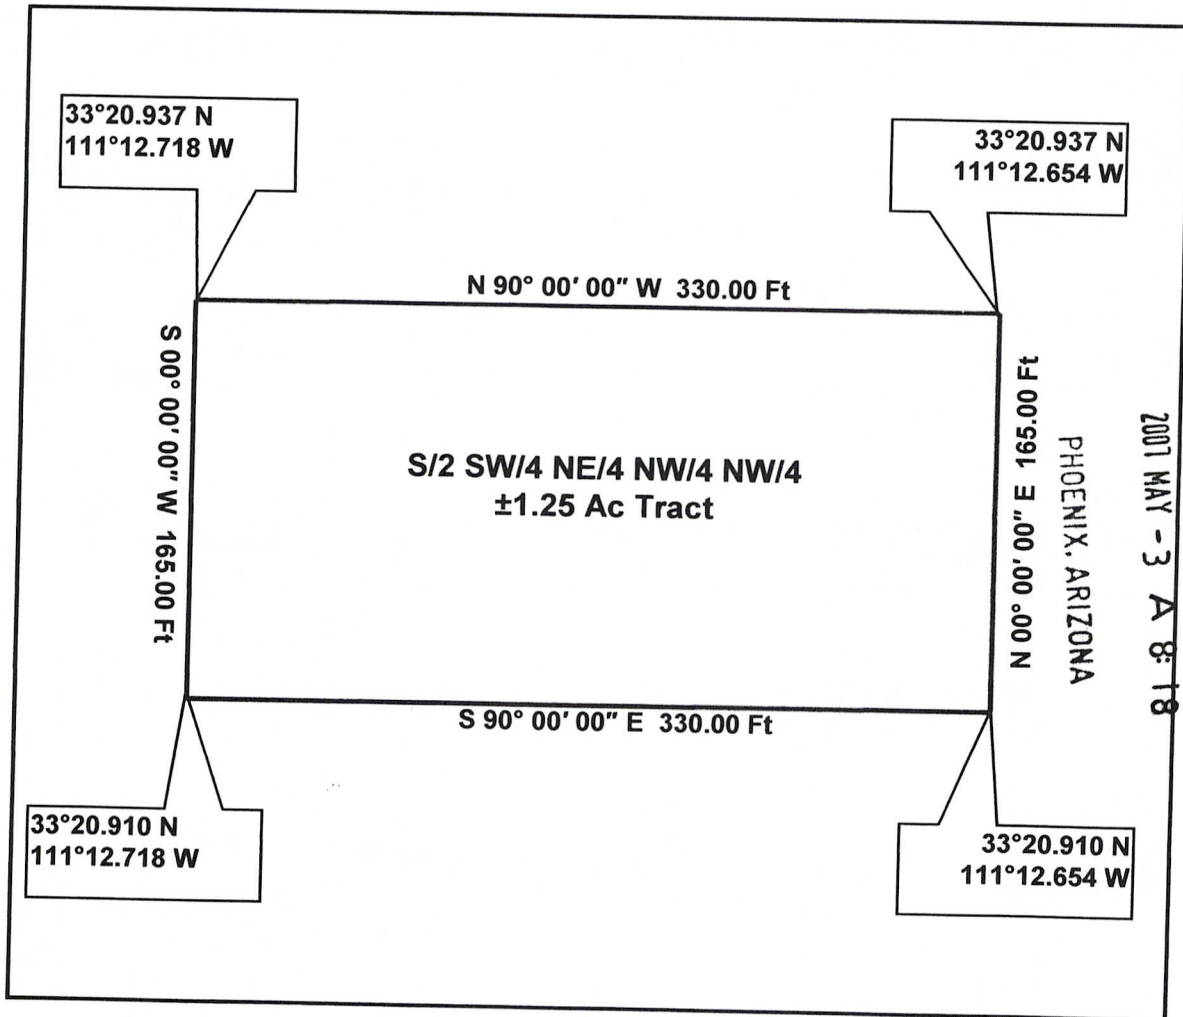 33°20.937 N
111°12.718 W
33°20.937 N
111°12.654 W
N 90° 00' 00" W 330.00 Ft
S 00° 00' 00" W 165.00 Ft
S/2 SW/4 NE/4 NW/4 NW/4
±1.25 Ac Tract
N 00° 00' 00" E 165.00 Ft
PHOENIX, ARIZONA
2007 MAY -3 A 8:18
S 90° 00' 00" E 330.00 Ft
33°20.910 N
111°12.718 W
33°20.910 N
111°12.654 W